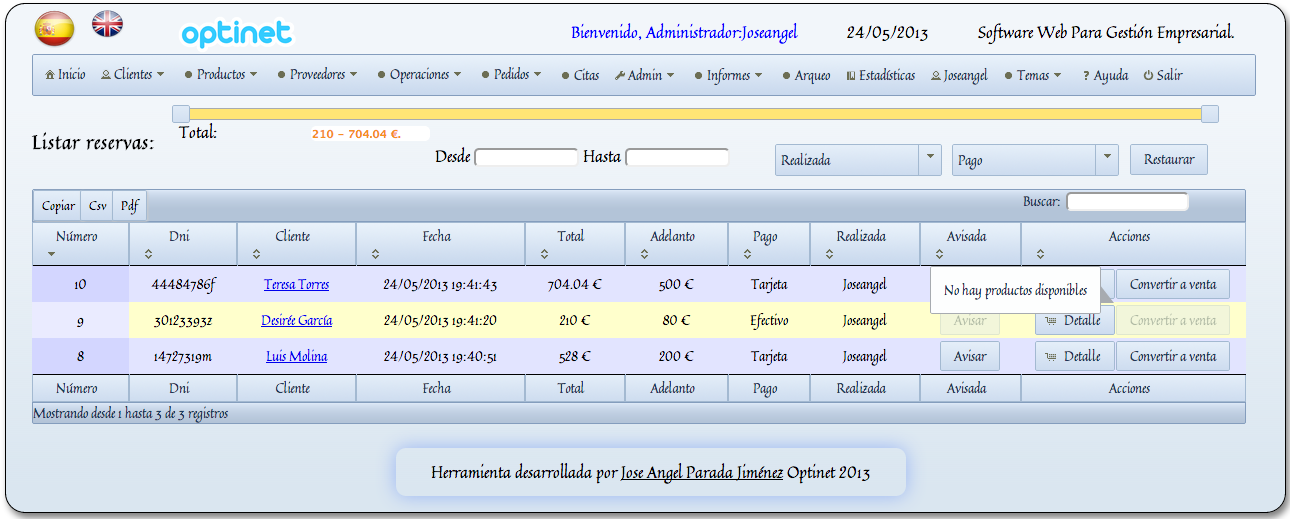 optinet
Bienvenido, Administrador:Joseangel 24/05/2013 Software Web Para Gestión Empresarial.
Inicio Clientes Productos Proveedores Operaciones Pedidos Citas Admin Informes Arqueo Estadísticas Joseangel Temas ? Ayuda Salir
Listar reservas:
Total: 210 - 704.04 €.
Desde Hasta Realizada Pago Restaurar
Copiar Csv Pdf Buscar:
Número Dni Cliente Fecha Total Adelanto Pago Realizada Avisada Acciones
10 44484786f Teresa Torres 24/05/2013 19:41:43 704.04 € 500 € Tarjeta Joseangel Convertir a venta
No hay productos disponibles
9 30123393z Desirée García 24/05/2013 19:41:20 210 € 80 € Efectivo Joseangel Avisar Detalle Convertir a venta
8 14727319m Luis Molina 24/05/2013 19:40:51 528 € 200 € Tarjeta Joseangel Avisar Detalle Convertir a venta
Número Dni Cliente Fecha Total Adelanto Pago Realizada Avisada Acciones
Mostrando desde 1 hasta 3 de 3 registros
Herramienta desarrollada por Jose Angel Parada Jiménez Optinet 2013